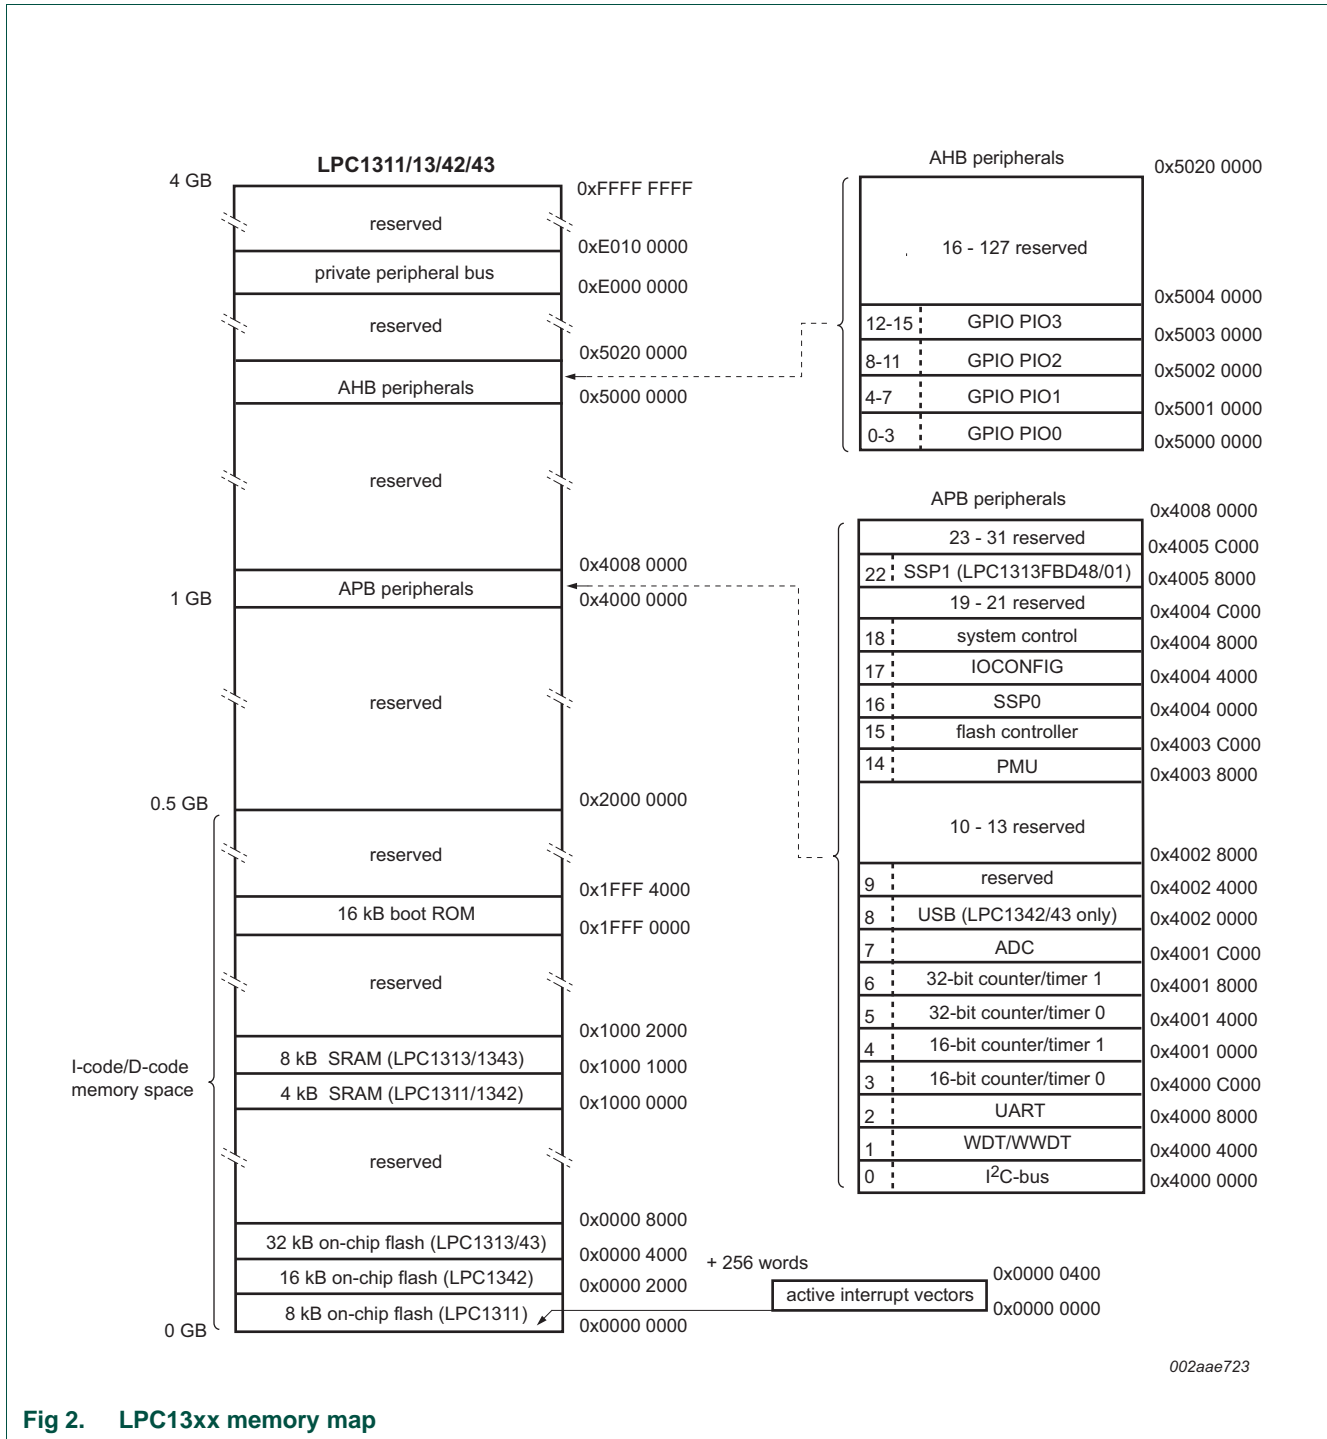 LPC1311/13/42/43
4 GB
0xFFFF FFFF
reserved
0xE010 0000
private peripheral bus
0xE000 0000
reserved
0x5020 0000
AHB peripherals
0x5000 0000
reserved
0x4008 0000
APB peripherals
1 GB
0x4000 0000
reserved
0x2000 0000
0.5 GB
reserved
0x1FFF 4000
16 kB boot ROM
0x1FFF 0000
reserved
0x1000 2000
8 kB SRAM (LPC1313/1343)
0x1000 1000
I-code/D-code
memory space
4 kB SRAM (LPC1311/1342)
0x1000 0000
reserved
0x0000 8000
32 kB on-chip flash (LPC1313/43)
0x0000 4000
16 kB on-chip flash (LPC1342)
0x0000 2000
8 kB on-chip flash (LPC1311)
0 GB
0x0000 0000
+ 256 words
active interrupt vectors
0x0000 0400
0x0000 0000
AHB peripherals
0x5020 0000
16 - 127 reserved
0x5004 0000
12-15 GPIO PIO3
0x5003 0000
8-11 GPIO PIO2
0x5002 0000
4-7 GPIO PIO1
0x5001 0000
0-3 GPIO PIO0
0x5000 0000
APB peripherals
0x4008 0000
23 - 31 reserved
0x4005 C000
22 SSP1 (LPC1313FBD48/01)
0x4005 8000
19 - 21 reserved
0x4004 C000
18 system control
0x4004 8000
17 IOCONFIG
0x4004 4000
16 SSP0
0x4004 0000
15 flash controller
0x4003 C000
14 PMU
0x4003 8000
10 - 13 reserved
0x4002 8000
9 reserved
0x4002 4000
8 USB (LPC1342/43 only)
0x4002 0000
7 ADC
0x4001 C000
6 32-bit counter/timer 1
0x4001 8000
5 32-bit counter/timer 0
0x4001 4000
4 16-bit counter/timer 1
0x4001 0000
3 16-bit counter/timer 0
0x4000 C000
2 UART
0x4000 8000
1 WDT/WWDT
0x4000 4000
0 I2C-bus
0x4000 0000
002aae723
Fig 2. LPC13xx memory map